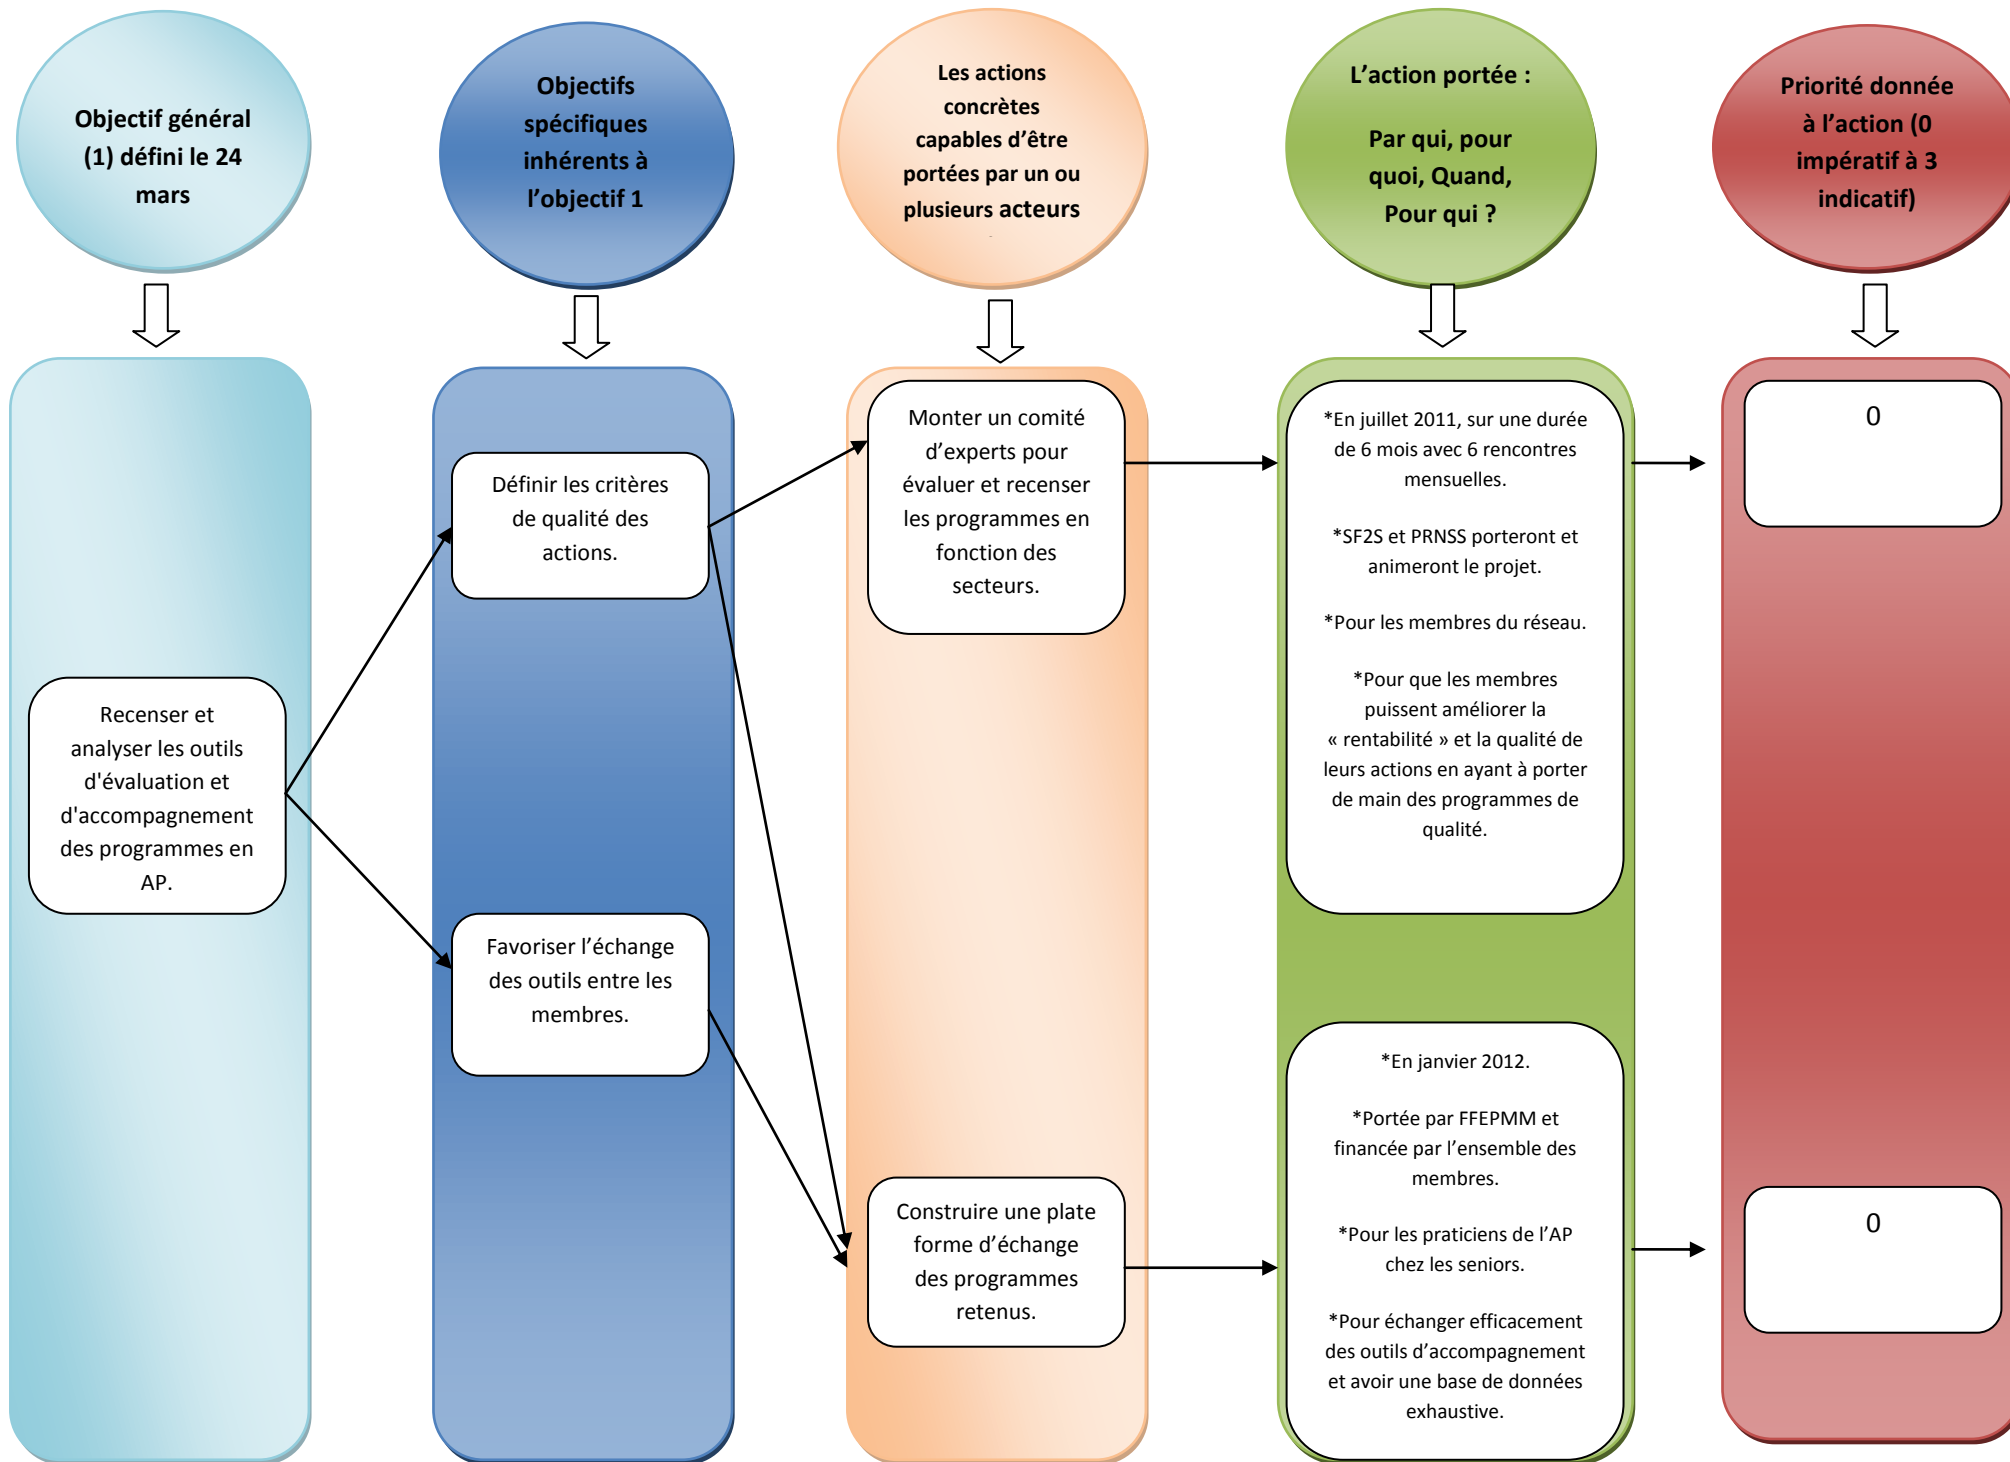 Objectif général
(1) défini le 24
mars
Objectifs
spécifiques
inhérents à
l’objectif 1
Les actions
concrètes
capables d’être
portées par un ou
plusieurs acteurs
L’action portée :
Par qui, pour
quoi, Quand,
Pour qui ?
Priorité donnée
à l’action (0
impératif à 3
indicatif)
Recenser et
analyser les outils
d'évaluation et
d'accompagnement
des programmes en
AP.
Définir les critères
de qualité des
actions.
Favoriser l’échange
des outils entre les
membres.
Monter un comité
d’experts pour
évaluer et recenser
les programmes en
fonction des
secteurs.
Construire une plate
forme d’échange
des programmes
retenus.
*En juillet 2011, sur une durée
de 6 mois avec 6 rencontres
mensuelles.
*SF2S et PRNSS porteront et
animeront le projet.
*Pour les membres du réseau.
*Pour que les membres
puissent améliorer la
« rentabilité » et la qualité de
leurs actions en ayant à porter
de main des programmes de
qualité.
*En janvier 2012.
*Portée par FFEPMM et
financée par l’ensemble des
membres.
*Pour les praticiens de l’AP
chez les seniors.
*Pour échanger efficacement
des outils d’accompagnement
et avoir une base de données
exhaustive.
0
0